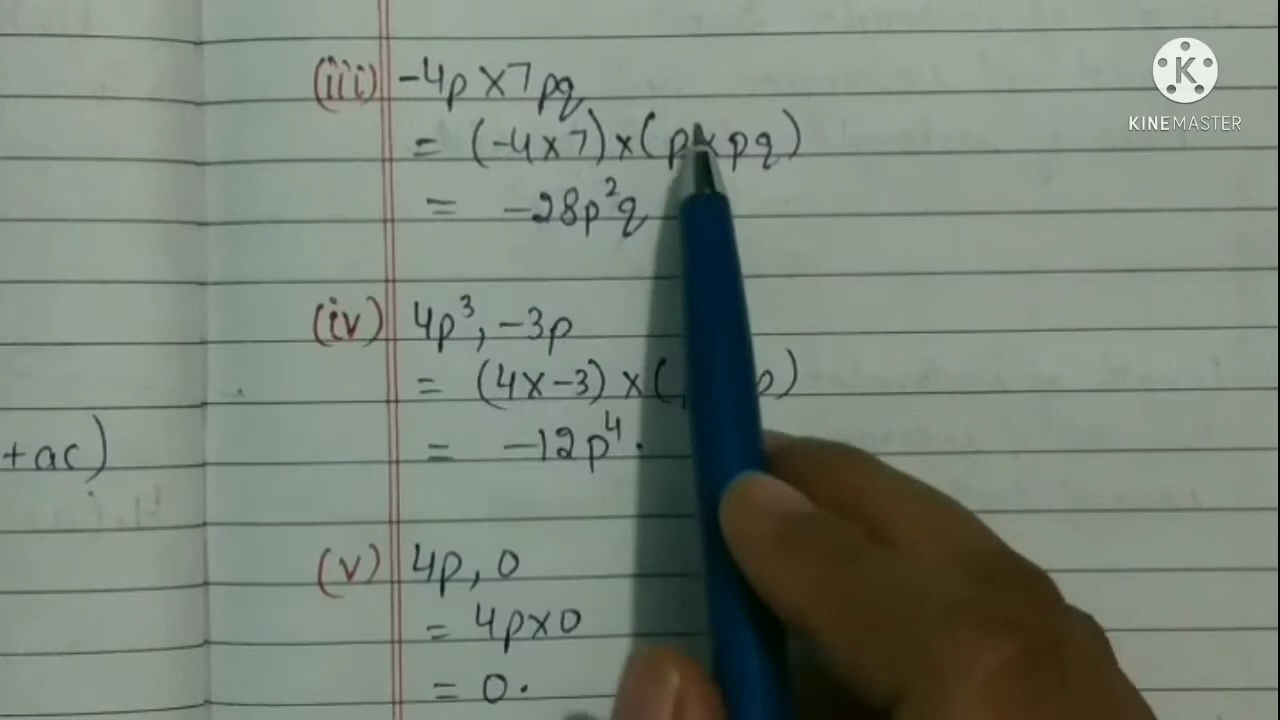 (iii) -4p×7pq
= (-4×7)×(p×pq)
= -28p²q
(iv) 4p³, -3p
= (4×-3)×( p)
= -12p⁴.
+ac)
(v) 4p, 0
= 4p×0
= 0.
K
KINEMASTER